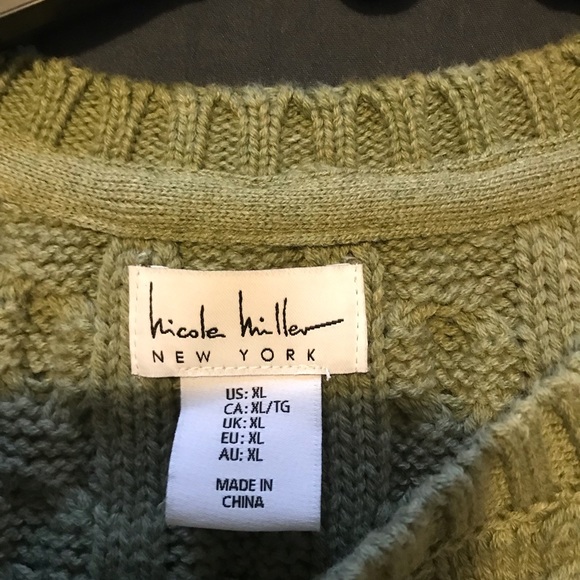 Nicole Miller
NEW YORK
US: XL
CA: XL/TG
UK: XL
EU: XL
AU: XL
MADE IN
CHINA